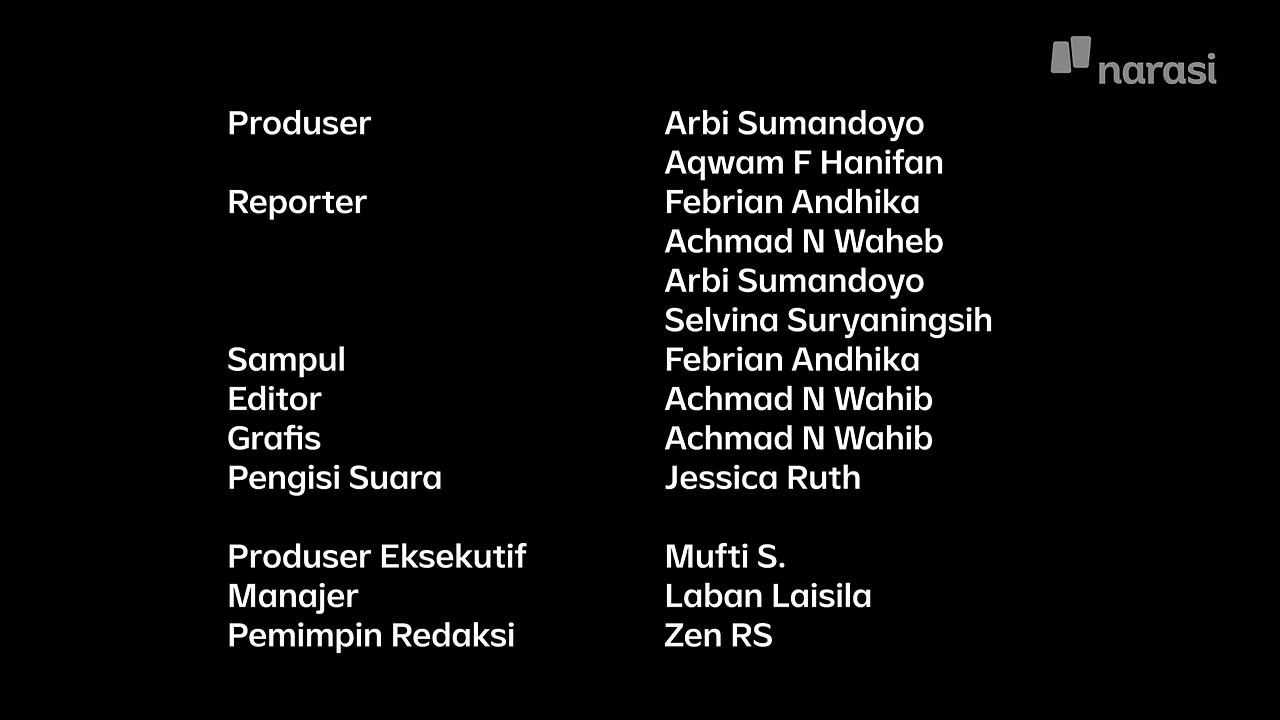 narasi
Produser Arbi Sumandoyo
Aqwam F Hanifan
Reporter Febrian Andhika
Achmad N Waheb
Arbi Sumandoyo
Selvina Suryaningsih
Sampul Febrian Andhika
Editor Achmad N Wahib
Grafis Achmad N Wahib
Pengisi Suara Jessica Ruth
Produser Eksekutif Mufti S.
Manajer Laban Laisila
Pemimpin Redaksi Zen RS